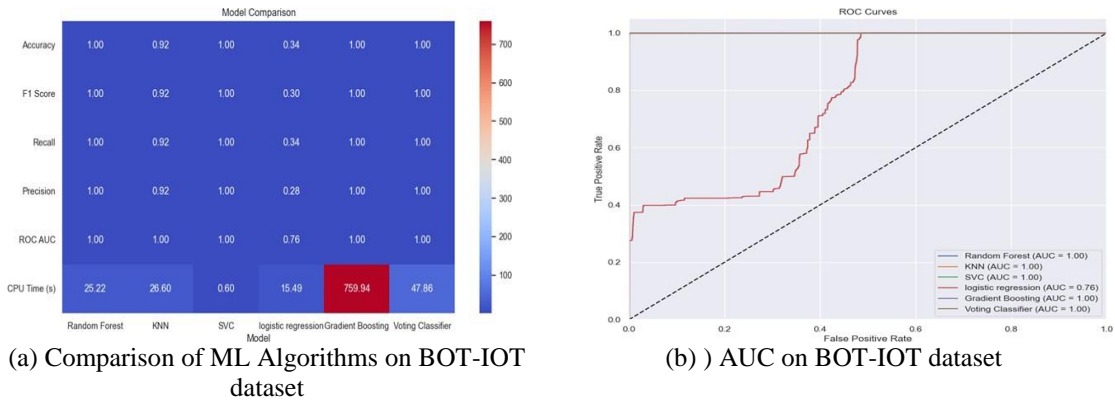 Model Comparison
Accuracy 1.00 0.92 1.00 0.34 1.00 1.00
F1 Score 1.00 0.92 1.00 0.30 1.00 1.00
Recall 1.00 0.92 1.00 0.34 1.00 1.00
Precision 1.00 0.92 1.00 0.28 1.00 1.00
ROC AUC 1.00 1.00 1.00 0.76 1.00 1.00
CPU Time (s) 25.22 26.60 0.60 15.49 759.94 47.86
Random Forest KNN SVC logistic regression Gradient Boosting Voting Classifier
Model
700
600
500
400
300
200
100
(a) Comparison of ML Algorithms on BOT-IOT
dataset
ROC Curves
True Positive Rate
1.0
0.8
0.6
0.4
0.2
0.0
0.0 0.2 0.4 0.6 0.8 1.0
False Positive Rate
Random Forest (AUC = 1.00)
KNN (AUC = 1.00)
SVC (AUC = 1.00)
logistic regression (AUC = 0.76)
Gradient Boosting (AUC = 1.00)
Voting Classifier (AUC = 1.00)
(b) ) AUC on BOT-IOT dataset